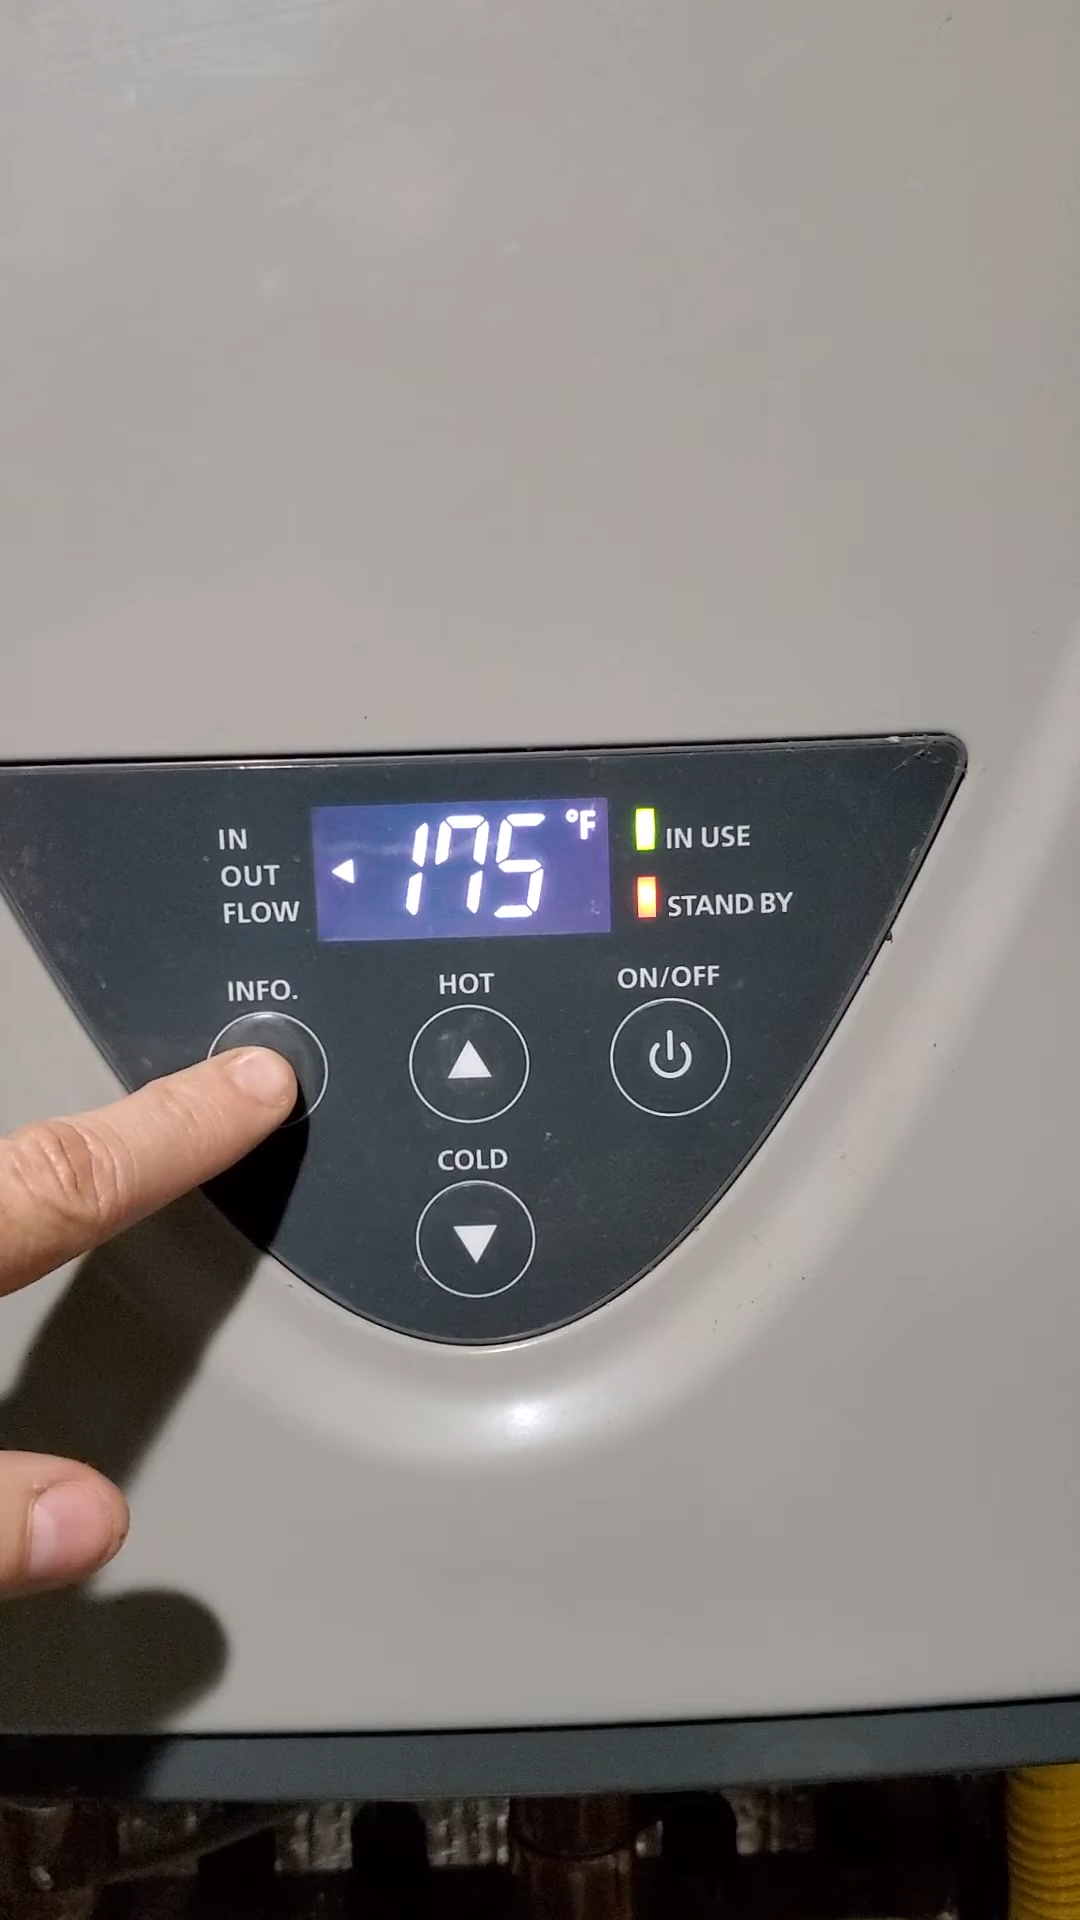 IN
OUT
FLOW
◀ 175 °F
IN USE
STAND BY
INFO.
HOT
ON/OFF
COLD